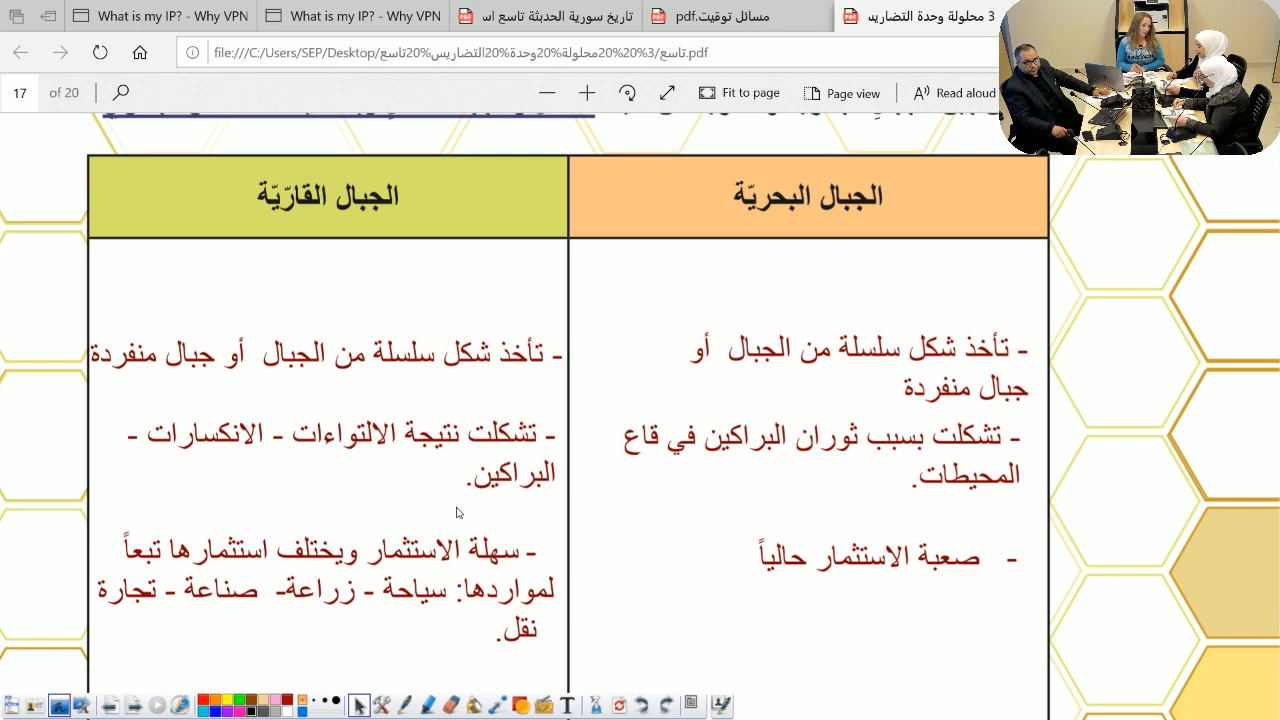 What is my IP? - Why VPN
What is my IP? - Why VPN
تاريخ سورية الحديثة تاسع اس
مسائل توقيت.pdf
3 محلولة وحدة التضاريس
file:///C:/Users/SEP/Desktop/تاسع%20التضاريس%20وحدة%20محلولة%20%203/تاسع.pdf
17 of 20
Fit to page
Page view
Read aloud
الجبال البحريّة
الجبال القارّيّة
- تأخذ شكل سلسلة من الجبال أو
جبال منفردة
- تشكلت بسبب ثوران البراكين في قاع
المحيطات.
- صعبة الاستثمار حالياً
- تأخذ شكل سلسلة من الجبال أو جبال منفردة
- تشكلت نتيجة الالتواءات - الانكسارات -
البراكين.
- سهلة الاستثمار ويختلف استثمارها تبعاً
لمواردها: سياحة - زراعة- صناعة - تجارة
نقل.